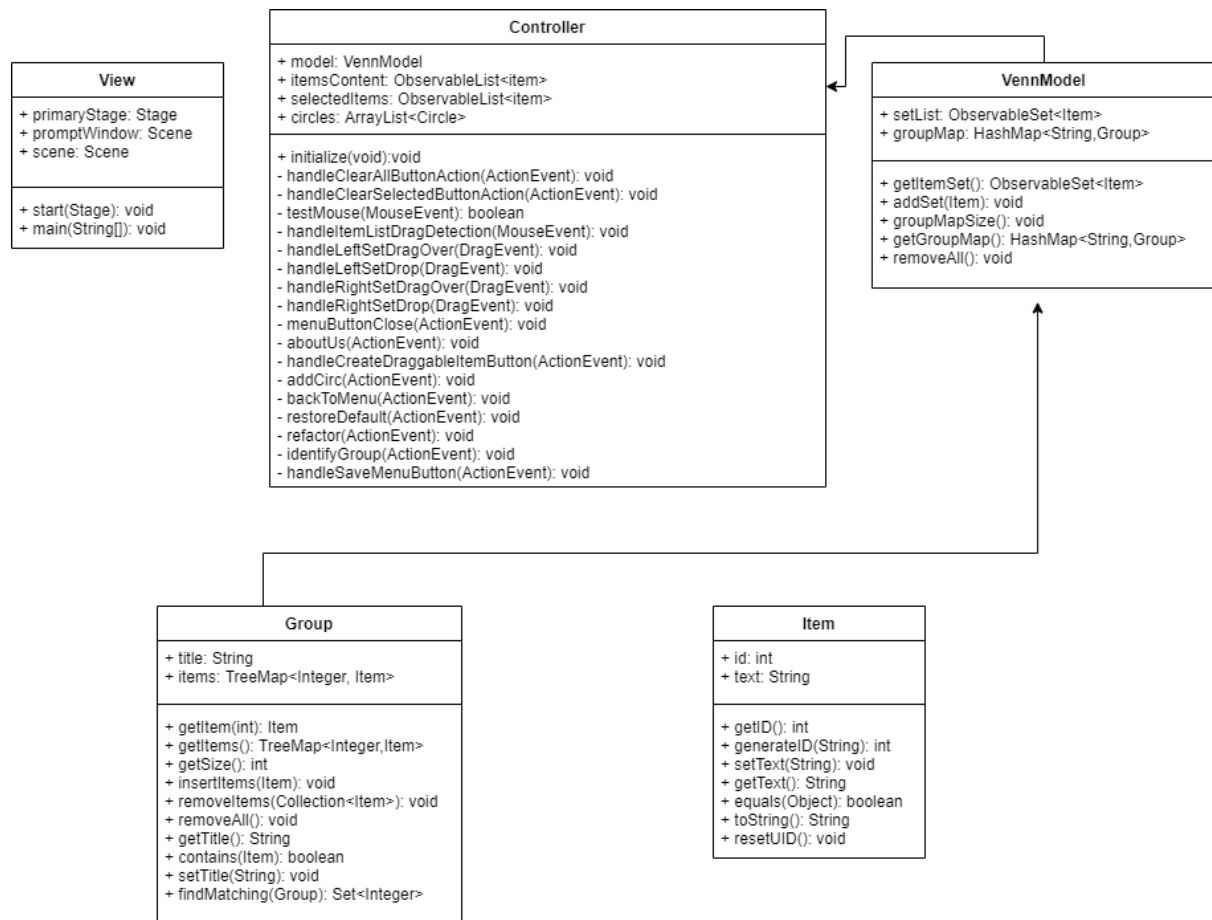 View
+ primaryStage: Stage
+ promptWindow: Scene
+ scene: Scene
+ start(Stage): void
+ main(String[]): void
Controller
+ model: VennModel
+ itemsContent: ObservableList<item>
+ selectedItems: ObservableList<item>
+ circles: ArrayList<Circle>
+ initialize(void):void
- handleClearAllButtonAction(ActionEvent): void
- handleClearSelectedButtonAction(ActionEvent): void
- testMouse(MouseEvent): boolean
- handleItemListDragDetection(MouseEvent): void
- handleLeftSetDragOver(DragEvent): void
- handleLeftSetDrop(DragEvent): void
- handleRightSetDragOver(DragEvent): void
- handleRightSetDrop(DragEvent): void
- menuButtonClose(ActionEvent): void
- aboutUs(ActionEvent): void
- handleCreateDraggableItemButton(ActionEvent): void
- addCirc(ActionEvent): void
- backToMenu(ActionEvent): void
- restoreDefault(ActionEvent): void
- refactor(ActionEvent): void
- identifyGroup(ActionEvent): void
- handleSaveMenuButton(ActionEvent): void
VennModel
+ setList: ObservableSet<Item>
+ groupMap: HashMap<String,Group>
+ getItemSet(): ObservableSet<Item>
+ addSet(Item): void
+ groupMapSize(): void
+ getGroupMap(): HashMap<String,Group>
+ removeAll(): void
Group
+ title: String
+ items: TreeMap<Integer, Item>
+ getItem(int): Item
+ getItems(): TreeMap<Integer,Item>
+ getSize(): int
+ insertItems(Item): void
+ removeItems(Collection<Item>): void
+ removeAll(): void
+ getTitle(): String
+ contains(Item): boolean
+ setTitle(String): void
+ findMatching(Group): Set<Integer>
Item
+ id: int
+ text: String
+ getID(): int
+ generateID(String): int
+ setText(String): void
+ getText(): String
+ equals(Object): boolean
+ toString(): String
+ resetUID(): void